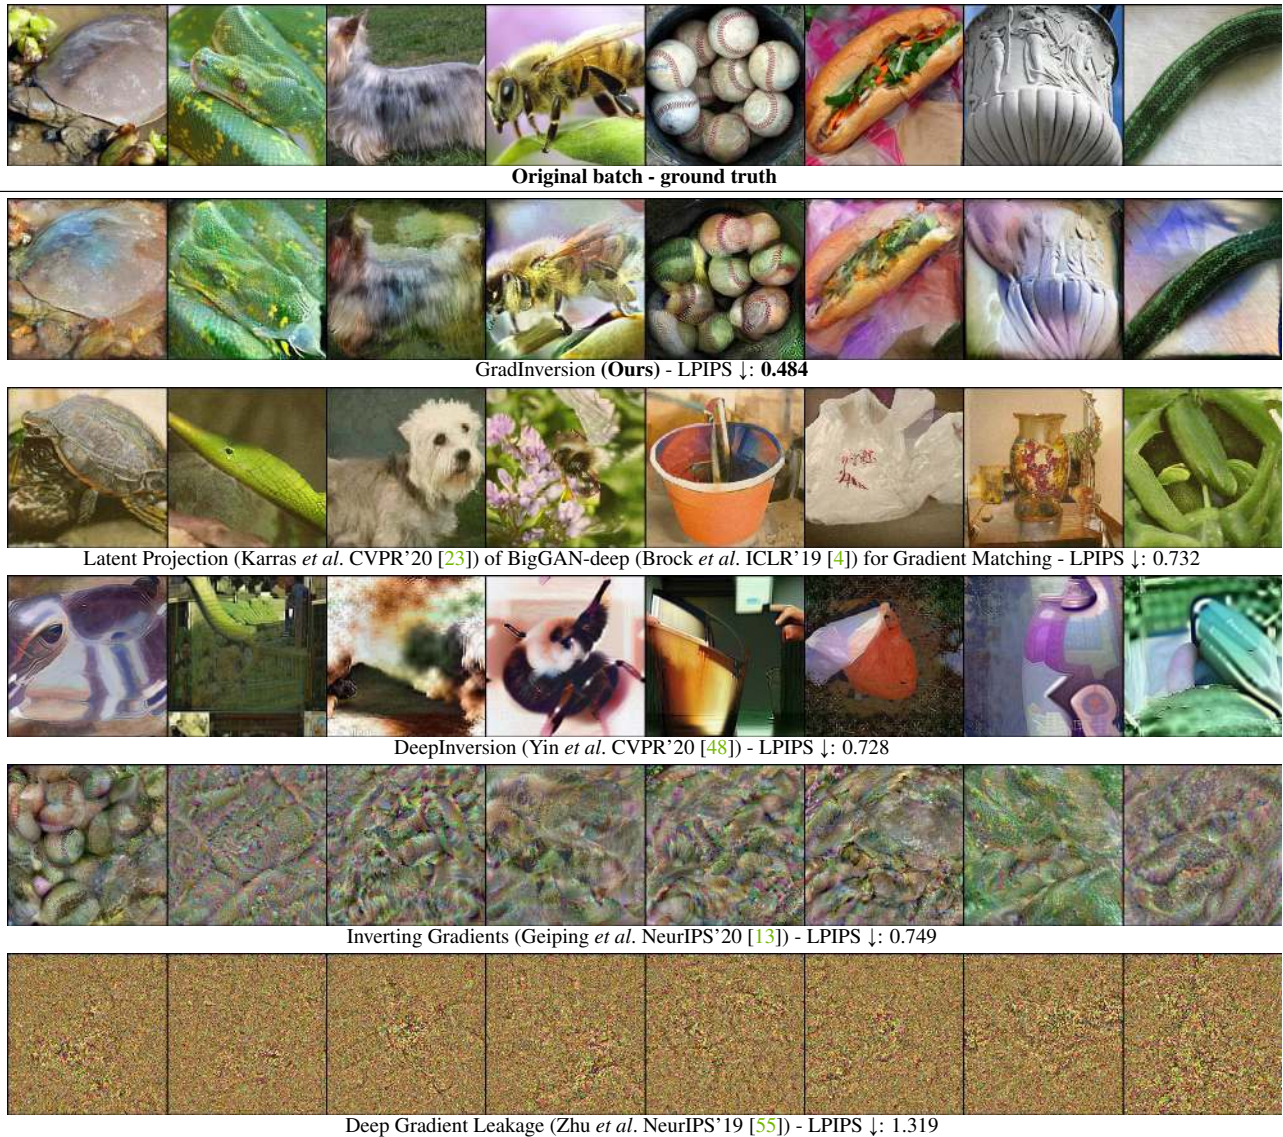 Original batch - ground truth
GradInversion (Ours) - LPIPS ↓: 0.484
Latent Projection (Karras et al. CVPR'20 [23]) of BigGAN-deep (Brock et al. ICLR'19 [4]) for Gradient Matching - LPIPS ↓: 0.732
DeepInversion (Yin et al. CVPR'20 [48]) - LPIPS ↓: 0.728
Inverting Gradients (Geiping et al. NeurIPS'20 [13]) - LPIPS ↓: 0.749
Deep Gradient Leakage (Zhu et al. NeurIPS'19 [55]) - LPIPS ↓: 1.319